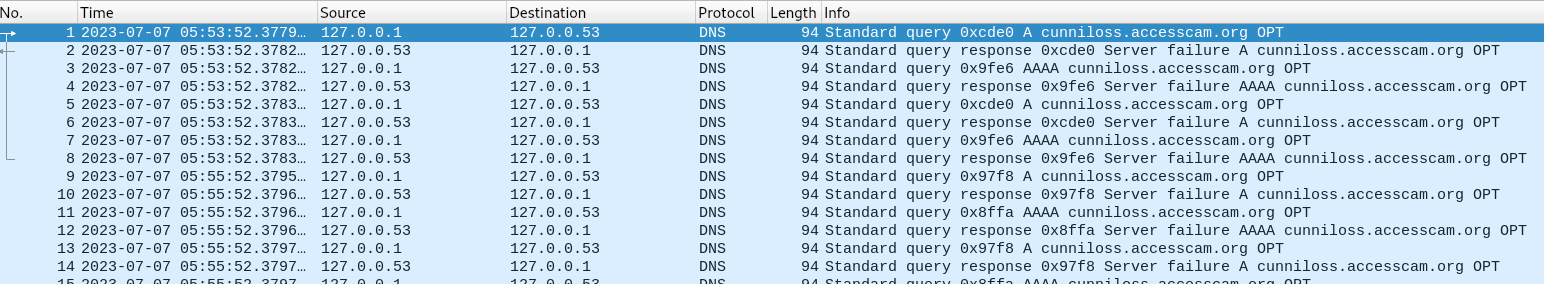 No. Time Source Destination Protocol Length Info
1 2023-07-07 05:53:52.3779… 127.0.0.1 127.0.0.53 DNS 94 Standard query 0xcde0 A cunniloss.accesscam.org OPT
2 2023-07-07 05:53:52.3782… 127.0.0.53 127.0.0.1 DNS 94 Standard query response 0xcde0 Server failure A cunniloss.accesscam.org OPT
3 2023-07-07 05:53:52.3782… 127.0.0.1 127.0.0.53 DNS 94 Standard query 0x9fe6 AAAA cunniloss.accesscam.org OPT
4 2023-07-07 05:53:52.3782… 127.0.0.53 127.0.0.1 DNS 94 Standard query response 0x9fe6 Server failure AAAA cunniloss.accesscam.org OPT
5 2023-07-07 05:53:52.3783… 127.0.0.1 127.0.0.53 DNS 94 Standard query 0xcde0 A cunniloss.accesscam.org OPT
6 2023-07-07 05:53:52.3783… 127.0.0.53 127.0.0.1 DNS 94 Standard query response 0xcde0 Server failure A cunniloss.accesscam.org OPT
7 2023-07-07 05:53:52.3783… 127.0.0.1 127.0.0.53 DNS 94 Standard query 0x9fe6 AAAA cunniloss.accesscam.org OPT
8 2023-07-07 05:53:52.3783… 127.0.0.53 127.0.0.1 DNS 94 Standard query response 0x9fe6 Server failure AAAA cunniloss.accesscam.org OPT
9 2023-07-07 05:55:52.3795… 127.0.0.1 127.0.0.53 DNS 94 Standard query 0x97f8 A cunniloss.accesscam.org OPT
10 2023-07-07 05:55:52.3796… 127.0.0.53 127.0.0.1 DNS 94 Standard query response 0x97f8 Server failure A cunniloss.accesscam.org OPT
11 2023-07-07 05:55:52.3796… 127.0.0.1 127.0.0.53 DNS 94 Standard query 0x8ffa AAAA cunniloss.accesscam.org OPT
12 2023-07-07 05:55:52.3796… 127.0.0.53 127.0.0.1 DNS 94 Standard query response 0x8ffa Server failure AAAA cunniloss.accesscam.org OPT
13 2023-07-07 05:55:52.3797… 127.0.0.1 127.0.0.53 DNS 94 Standard query 0x97f8 A cunniloss.accesscam.org OPT
14 2023-07-07 05:55:52.3797… 127.0.0.53 127.0.0.1 DNS 94 Standard query response 0x97f8 Server failure A cunniloss.accesscam.org OPT
15 2023-07-07 05:55:52.3797… 127.0.0.1 127.0.0.53 DNS 94 Standard query 0x8ffa AAAA cunniloss.accesscam.org OPT